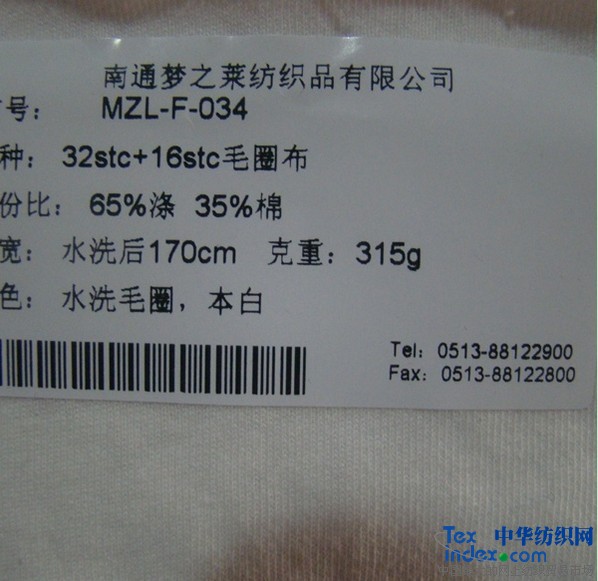 南通梦之莱纺织品有限公司
号: MZL-F-034
种: 32stc+16stc毛圈布
份比: 65%涤 35%棉
宽: 水洗后170cm 克重: 315g
色: 水洗毛圈, 本白
Tel: 0513-88122900
Fax: 0513-88122800
Tex 中华纺织网
index.com